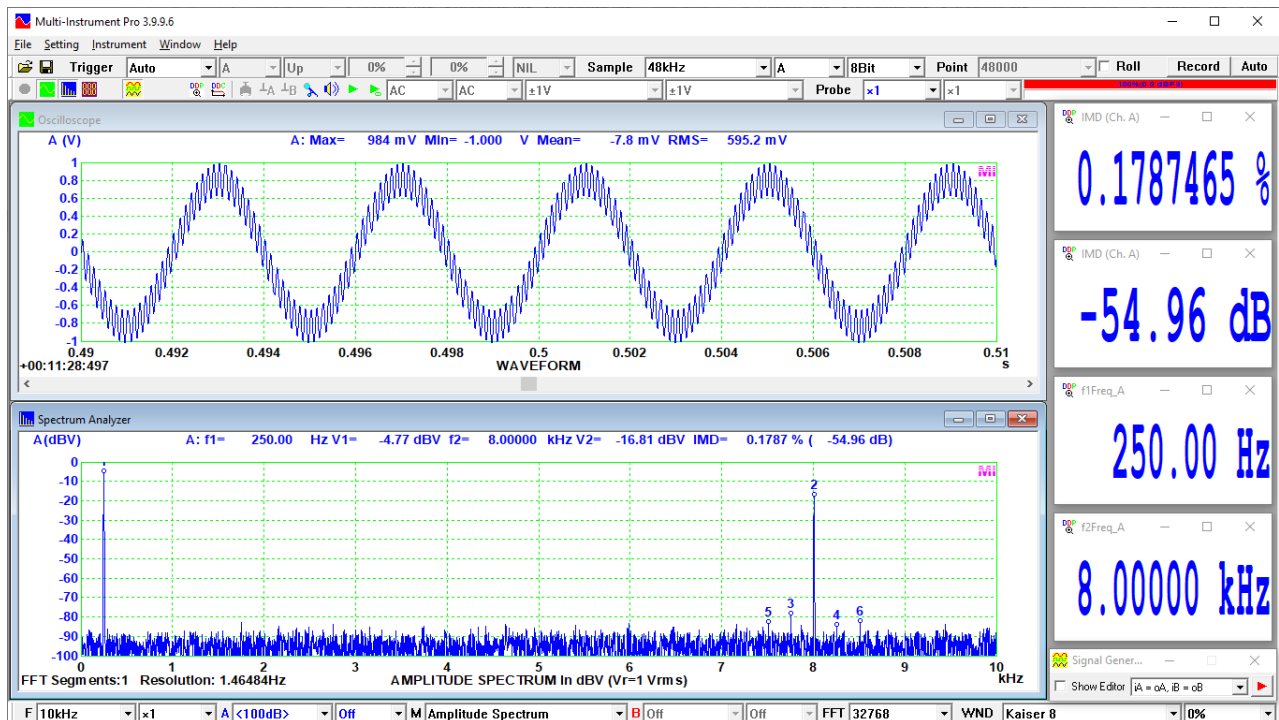 Multi-Instrument Pro 3.9.9.6
File Setting Instrument Window Help
Trigger Auto A Up 0% 0% NIL Sample 48kHz A 8Bit Point 48000 Roll Record Auto
AC AC ±1V ±1V Probe ×1 ×1 100%(0.0 dBFS)
Oscilloscope
A (V) A: Max= 984 mV Min= -1.000 V Mean= -7.8 mV RMS= 595.2 mV
1
0.8
0.6
0.4
0.2
0
-0.2
-0.4
-0.6
-0.8
-1
0.49 0.492 0.494 0.496 0.498 0.5 0.502 0.504 0.506 0.508 0.51
+00:11:28:497 WAVEFORM s
Spectrum Analyzer
A(dBV) A: f1= 250.00 Hz V1= -4.77 dBV f2= 8.00000 kHz V2= -16.81 dBV IMD= 0.1787 % ( -54.96 dB)
0
-10
-20
-30
-40
-50
-60
-70
-80
-90
-100
2
5 3 4 6
0 1 2 3 4 5 6 7 8 9 10
FFT Segments:1 Resolution: 1.46484Hz AMPLITUDE SPECTRUM in dBV (Vr=1 Vrms) kHz
IMD (Ch. A)
0.1787465 %
IMD (Ch. A)
-54.96 dB
f1Freq_A
250.00 Hz
f2Freq_A
8.00000 kHz
Signal Gener...
Show Editor iA = oA, iB = oB
F 10kHz ×1 A <100dB> Off M Amplitude Spectrum B Off Off FFT 32768 WND Kaiser 8 0%